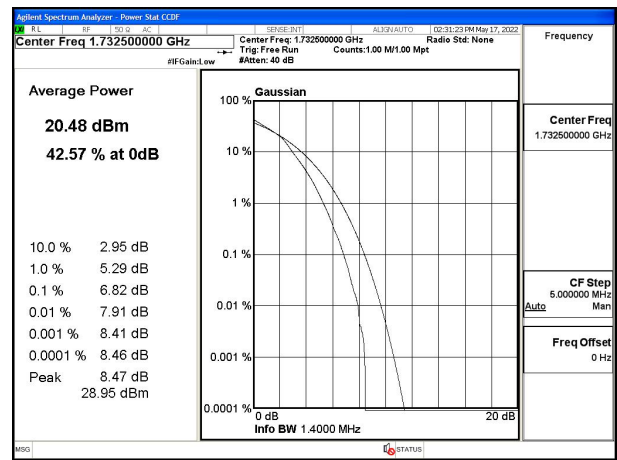 Agilent Spectrum Analyzer - Power Stat CCDF
RL RF 50 Ω AC SENSE:INT ALIGNAUTO 02:31:23 PM May 17, 2022
Center Freq 1.732500000 GHz
Center Freq: 1.732500000 GHz Radio Std: None
Trig: Free Run Counts:1.00 M/1.00 Mpt
#IFGain:Low #Atten: 40 dB
Frequency
Average Power
20.48 dBm
42.57 % at 0dB
10.0 % 2.95 dB
1.0 % 5.29 dB
0.1 % 6.82 dB
0.01 % 7.91 dB
0.001 % 8.41 dB
0.0001 % 8.46 dB
Peak 8.47 dB
28.95 dBm
Gaussian
100 %
10 %
1 %
0.1 %
0.01 %
0.001 %
0.0001 %
0 dB 20 dB
Info BW 1.4000 MHz
Center Freq
1.732500000 GHz
CF Step
5.000000 MHz
Auto Man
Freq Offset
0 Hz
MSG STATUS